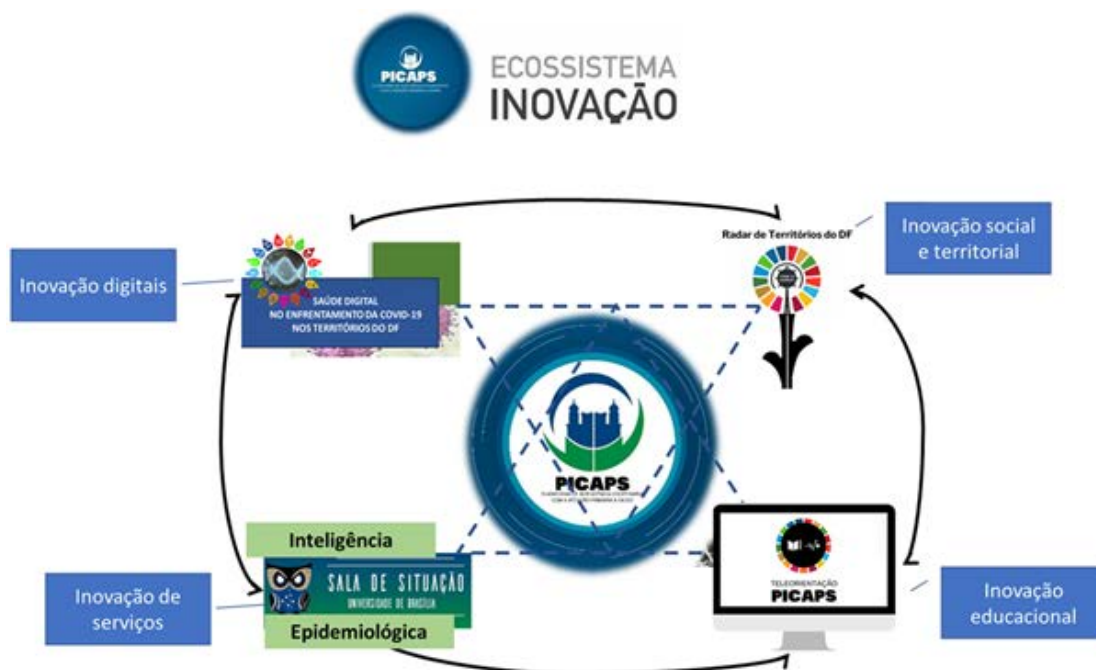 PICAPS
ECOSSISTEMA
INOVAÇÃO
Inovação digitais
SAÚDE DIGITAL
NO ENFRENTAMENTO DA COVID-19
NOS TERRITÓRIOS DO DF
Radar de Territórios do DF
Inovação social
e territorial
PICAPS
Inteligência
SALA DE SITUAÇÃO
UNIVERSIDADE DE BRASÍLIA
Epidemiológica
Inovação de
serviços
TELEORIENTAÇÃO
PICAPS
Inovação
educacional